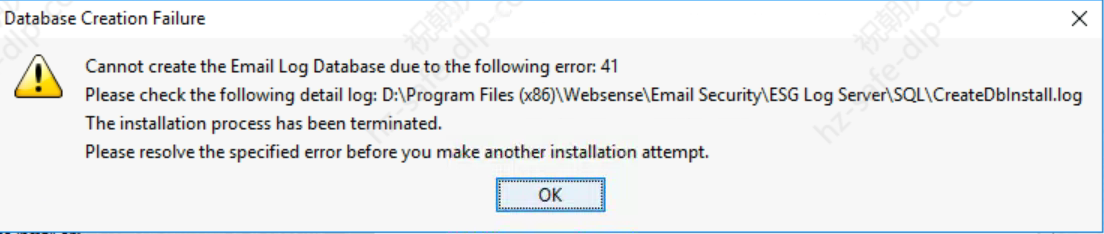 Database Creation Failure
Cannot create the Email Log Database due to the following error: 41
Please check the following detail log: D:\Program Files (x86)\Websense\Email Security\ESG Log Server\SQL\CreateDbInstall.log
The installation process has been terminated.
Please resolve the specified error before you make another installation attempt.
OK